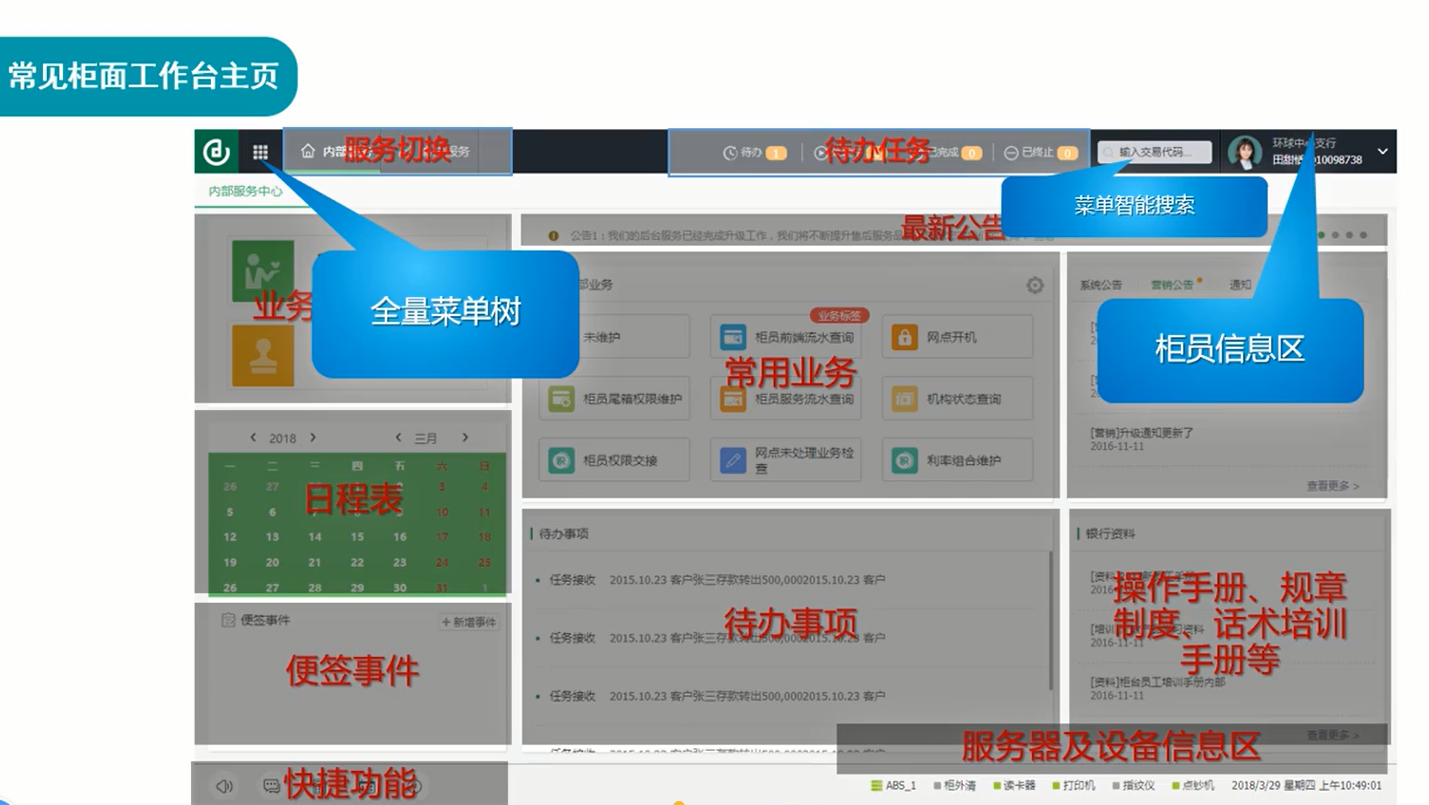 常见柜面工作台主页
服务切换
内部
服务
待办 1
待办任务
已完成 0
已终止 0
输入交易代码...
环球中心支行
10098738
菜单智能搜索
内部服务中心
公告1：我们的后台服务已经完成升级工作，我们将不断提升售后服务
最新公告
业务
全量菜单树
业务
系统公告
营销公告
通知
柜员信息区
业务标签
未维护
柜员前端流水查询
网点开机
常用业务
柜员尾箱权限维护
柜员服务流水查询
机构状态查询
柜员权限交接
网点未处理业务检
查
利率组合维护
[营销]升级通知更新了
2016-11-11
查看更多 >
< 2018 >
< 三月 >
一 二 三 四 五 六 日
26 27 3 4
日程表
5 6 10 11
12 13 14 15 16 17 18
19 20 21 22 23 24 25
26 27 28 29 30 31 1
待办事项
任务接收 2015.10.23 客户张三存款转出500,0002015.10.23 客户
任务接收 2015.10.23 客户张三存款转出500,0002015.10.23 客户
待办事项
任务接收 2015.10.23 客户张三存款转出500,0002015.10.23 客户
银行资料
操作手册、规章
制度、话术培训
手册等
2016-11-11
[资料]柜台员工培训手册内部
2016-11-11
查看更多 >
便签事件
+ 新增事件
便签事件
服务器及设备信息区
快捷功能
ABS_1 柜外清 读卡器 打印机 指纹仪 点钞机 2018/3/29 星期四 上午10:49:01